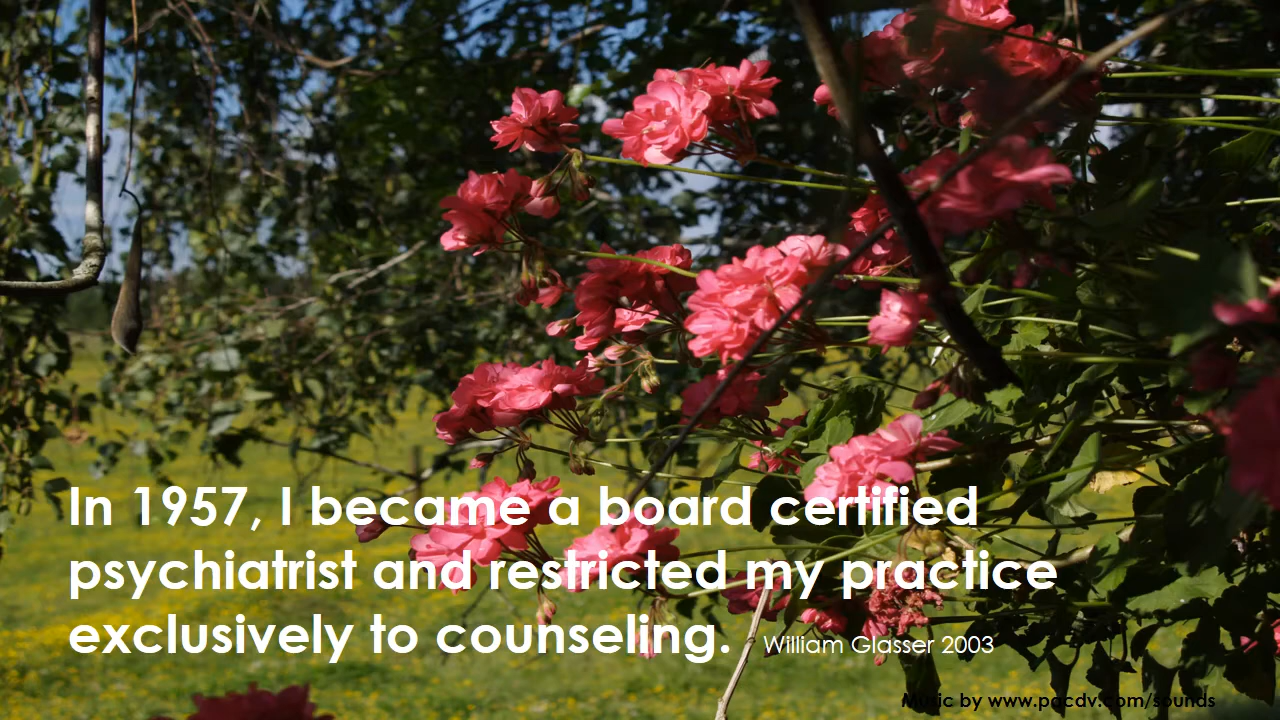 In 1957, I became a board certified
psychiatrist and restricted my practice
exclusively to counseling. William Glasser 2003
Music by www.pacdv.com/sounds